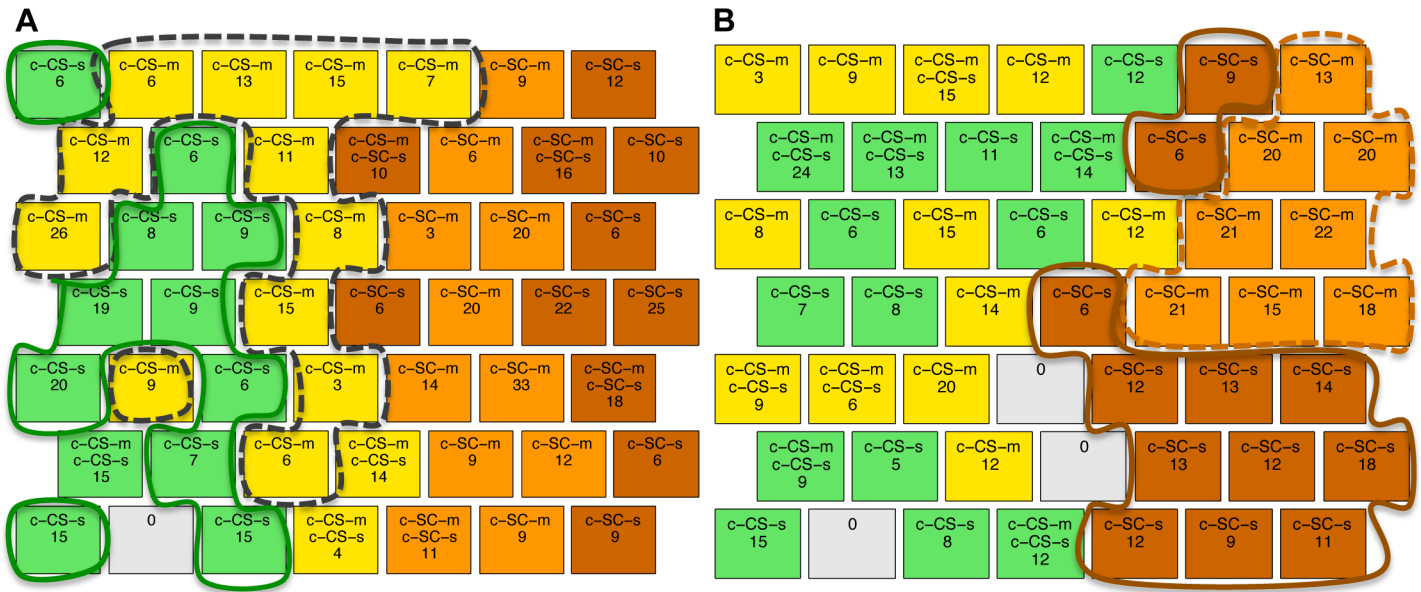 A
c−CS−s
6
c−CS−m
6
c−CS−m
13
c−CS−m
15
c−CS−m
7
c−SC−m
9
c−SC−s
12
c−CS−m
12
c−CS−s
6
c−CS−m
11
c−CS−m
c−SC−s
10
c−CS−m
6
c−SC−m
c−SC−s
16
c−SC−s
10
c−CS−m
26
c−CS−s
8
c−CS−s
9
c−CS−m
8
c−SC−m
3
c−SC−m
20
c−SC−s
6
c−CS−s
19
c−CS−s
9
c−CS−m
15
c−SC−s
6
c−SC−m
20
c−SC−s
22
c−SC−s
25
c−CS−s
20
c−CS−m
9
c−CS−s
6
c−CS−m
3
c−SC−m
14
c−SC−m
33
c−SC−m
c−SC−s
18
c−CS−m
c−CS−s
15
c−CS−s
7
c−CS−m
6
c−CS−m
c−CS−s
14
c−SC−m
9
c−SC−m
12
c−SC−s
6
c−CS−s
15
0
c−CS−s
15
c−CS−m
c−CS−s
4
c−SC−m
c−SC−s
11
c−SC−m
9
c−SC−s
9
B
c−CS−m
3
c−CS−m
9
c−CS−m
c−CS−s
15
c−CS−m
12
c−CS−s
12
c−SC−s
9
c−SC−m
13
c−CS−m
c−CS−s
24
c−CS−m
c−CS−s
13
c−CS−s
11
c−CS−m
c−CS−s
14
c−SC−s
6
c−SC−m
20
c−SC−m
20
c−CS−m
8
c−CS−s
6
c−CS−m
15
c−CS−s
6
c−CS−m
12
c−SC−m
21
c−SC−m
22
c−CS−s
7
c−CS−s
8
c−CS−m
14
c−SC−s
6
c−SC−m
21
c−SC−m
15
c−SC−m
18
c−CS−m
c−CS−s
9
c−CS−m
c−CS−s
6
c−CS−m
20
0
c−SC−s
12
c−SC−s
13
c−SC−s
14
c−CS−m
c−CS−s
9
c−CS−s
5
c−CS−m
12
0
c−SC−s
13
c−SC−s
12
c−SC−s
18
c−CS−s
15
0
c−CS−s
8
c−CS−m
c−CS−s
12
c−SC−s
12
c−SC−s
9
c−SC−s
11